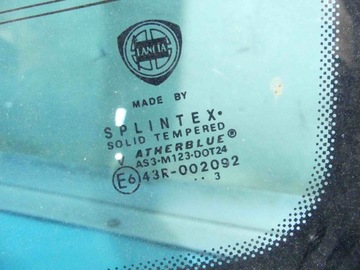 LANCIA
MADE BY
SPLINTEX
SOLID TEMPERED
ATHERBLUE®
V AS3-M123-DOT24
E6 43R-002092
.. 3